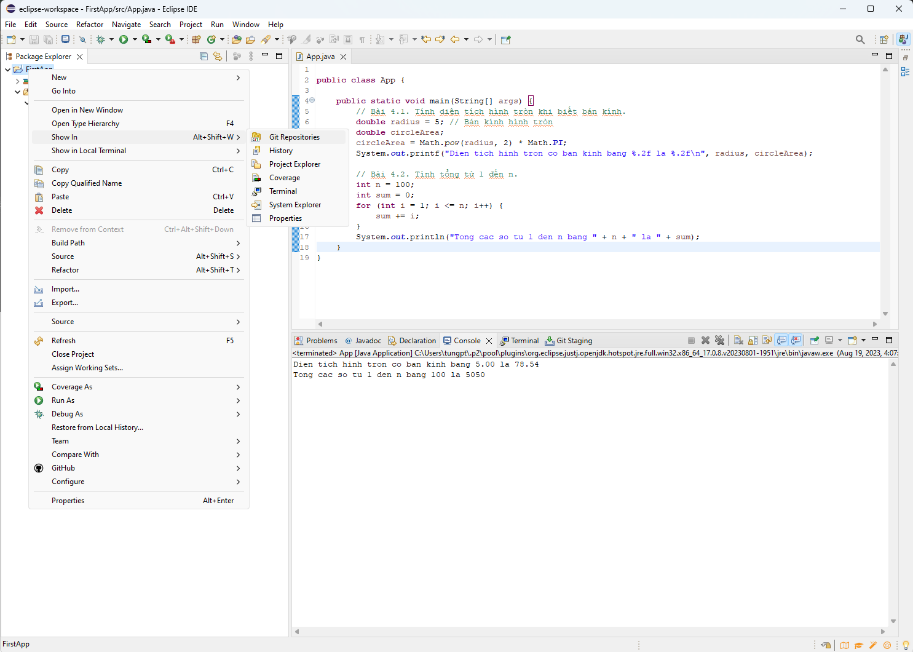 eclipse-workspace - FirstApp/src/App.java - Eclipse IDE
File Edit Source Refactor Navigate Search Project Run Window Help
Package Explorer
App.java
FirstApp
New
Go Into
Open in New Window
Open Type Hierarchy F4
Show In Alt+Shift+W
Show in Local Terminal
Copy Ctrl+C
Copy Qualified Name
Paste Ctrl+V
Delete Delete
Remove from Context Ctrl+Alt+Shift+Down
Build Path
Source Alt+Shift+S
Refactor Alt+Shift+T
Import...
Export...
Source
Refresh F5
Close Project
Assign Working Sets...
Coverage As
Run As
Debug As
Restore from Local History...
Team
Compare With
GitHub
Configure
Properties Alt+Enter
Git Repositories
History
Project Explorer
Coverage
Terminal
System Explorer
Properties
1
2 public class App {
3
4 public static void main(String[] args) {
5 // Bài 4.1. Tính diện tích hình tròn khi biết bán kính.
6 double radius = 5; // Bán kính hình tròn
double circleArea;
circleArea = Math.pow(radius, 2) * Math.PI;
System.out.printf("Dien tich hinh tron co ban kinh bang %.2f la %.2f\n", radius, circleArea);
// Bài 4.2. Tính tổng từ 1 đến n.
int n = 100;
int sum = 0;
for (int i = 1; i <= n; i++) {
sum += i;
}
17 System.out.println("Tong cac so tu 1 den n bang " + n + " la " + sum);
18 }
19 }
Problems Javadoc Declaration Console Terminal Git Staging
<terminated> App [Java Application] C:\Users\tungpt\.p2\pool\plugins\org.eclipse.justj.openjdk.hotspot.jre.full.win32.x86_64_17.0.8.v20230801-1951\jre\bin\javaw.exe (Aug 19, 2023, 4:07:
Dien tich hinh tron co ban kinh bang 5.00 la 78.54
Tong cac so tu 1 den n bang 100 la 5050
FirstApp